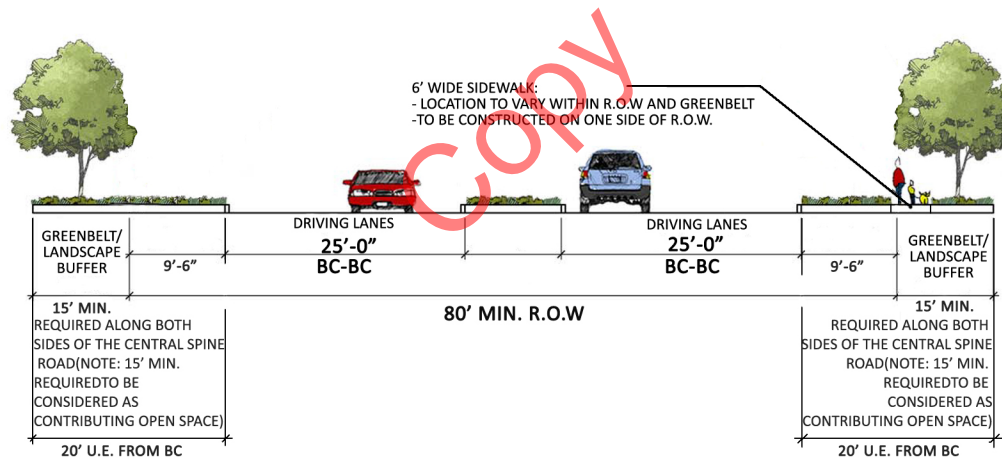 Copy
6' WIDE SIDEWALK:
- LOCATION TO VARY WITHIN R.O.W AND GREENBELT
-TO BE CONSTRUCTED ON ONE SIDE OF R.O.W.
GREENBELT/
LANDSCAPE
BUFFER
9'-6"
DRIVING LANES
25'-0"
BC-BC
DRIVING LANES
25'-0"
BC-BC
9'-6"
GREENBELT/
LANDSCAPE
BUFFER
15' MIN.
80' MIN. R.O.W
15' MIN.
REQUIRED ALONG BOTH
SIDES OF THE CENTRAL SPINE
ROAD(NOTE: 15' MIN.
REQUIREDTO BE
CONSIDERED AS
CONTRIBUTING OPEN SPACE)
20' U.E. FROM BC
REQUIRED ALONG BOTH
SIDES OF THE CENTRAL SPINE
ROAD(NOTE: 15' MIN.
REQUIREDTO BE
CONSIDERED AS
CONTRIBUTING OPEN SPACE)
20' U.E. FROM BC